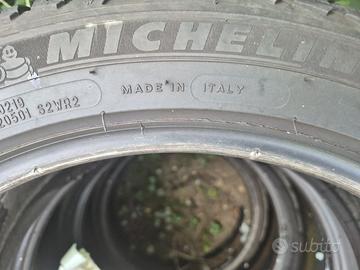 MICHELIN
MADE IN ITALY
0219
20501 S2WR2
subito